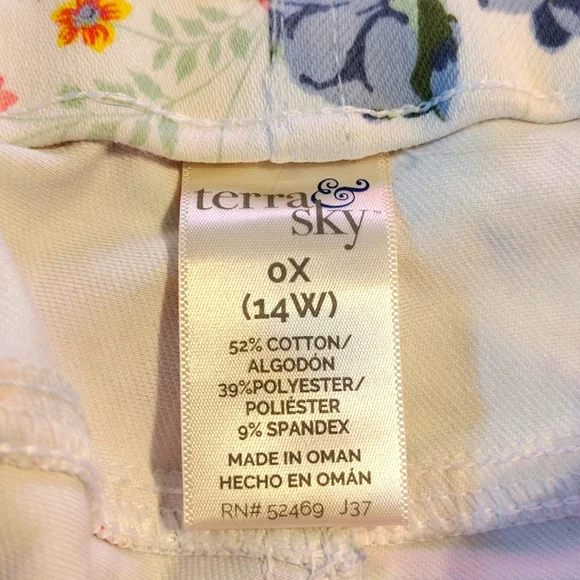 terra &
sky™
0X
(14W)
52% COTTON/
ALGODÓN
39%POLYESTER/
POLIÉSTER
9% SPANDEX
MADE IN OMAN
HECHO EN OMÁN
RN# 52469 J37